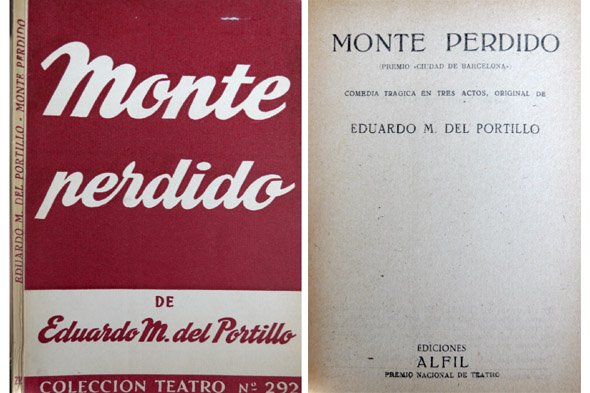 EDUARDO M. DEL PORTILLO - MONTE PERDIDO
Monte
perdido
DE
Eduardo M. del Portillo
COLECCION TEATRO Nº 292
MONTE PERDIDO
(PREMIO «CIUDAD DE BARCELONA»
COMEDIA TRAGICA EN TRES ACTOS, ORIGINAL DE
EDUARDO M. DEL PORTILLO
EDICIONES
ALFIL
PREMIO NACIONAL DE TEATRO